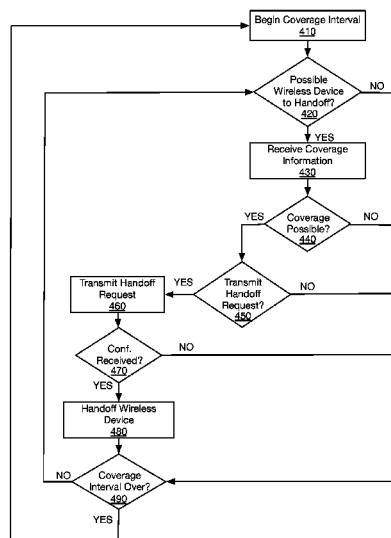 Begin Coverage Interval
410
Possible
Wireless Device
to Handoff?
420
NO
YES
Receive Coverage
Information
430
YES
Coverage
Possible?
440
NO
Transmit Handoff
Request
460
YES
Transmit
Handoff
Request?
450
NO
Conf.
Received?
470
NO
YES
Handoff Wireless
Device
480
NO
Coverage
Interval Over?
490
YES